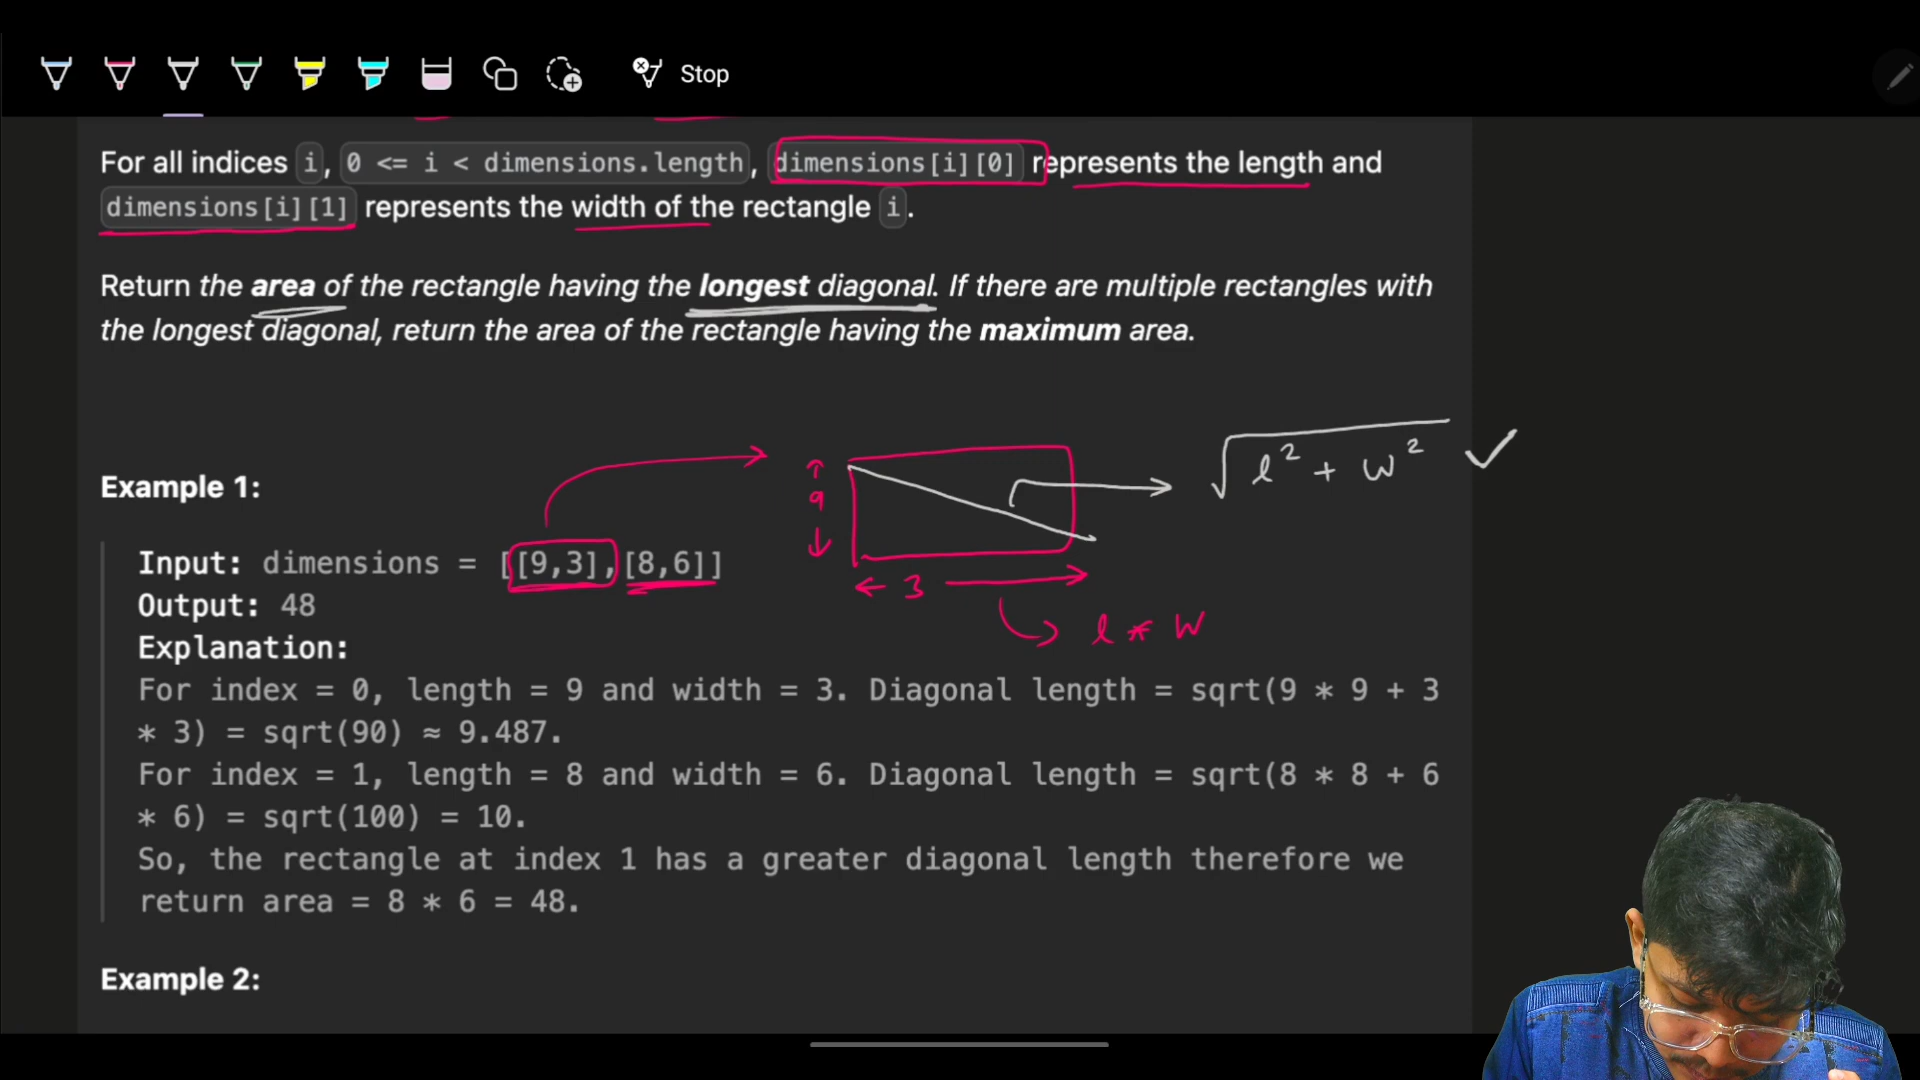 Stop
For all indices i, 0 <= i < dimensions.length, dimensions[i][0] represents the length and
dimensions[i][1] represents the width of the rectangle i.
Return the area of the rectangle having the longest diagonal. If there are multiple rectangles with
the longest diagonal, return the area of the rectangle having the maximum area.
√(l² + w²) ✓
9
Example 1:
Input: dimensions = [[9,3],[8,6]]
3
Output: 48
l * w
Explanation:
For index = 0, length = 9 and width = 3. Diagonal length = sqrt(9 * 9 + 3
* 3) = sqrt(90) ≈ 9.487.
For index = 1, length = 8 and width = 6. Diagonal length = sqrt(8 * 8 + 6
* 6) = sqrt(100) = 10.
So, the rectangle at index 1 has a greater diagonal length therefore we
return area = 8 * 6 = 48.
Example 2: